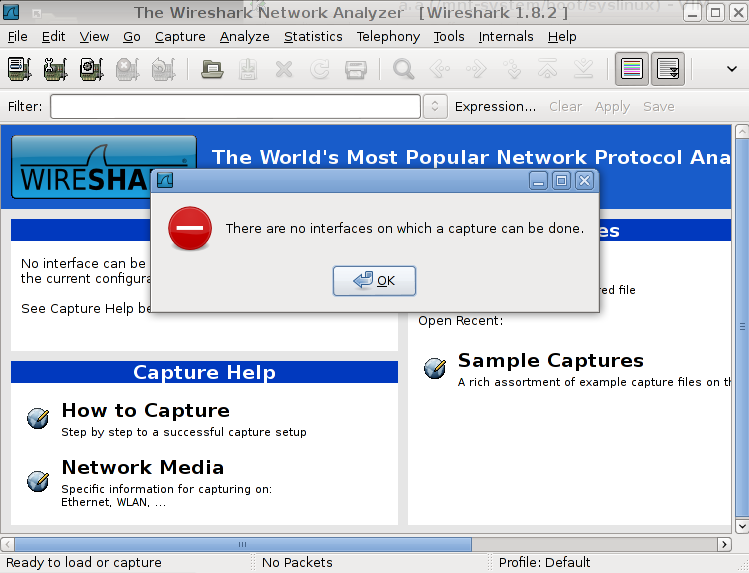 The Wireshark Network Analyzer [Wireshark 1.8.2 ]
File Edit View Go Capture Analyze Statistics Telephony Tools Internals Help
Filter: Expression... Clear Apply Save
WIRESHA
The World's Most Popular Network Protocol Ana
There are no interfaces on which a capture can be done.
OK
No interface can be
the current configura
See Capture Help be
Capture Help
How to Capture
Step by step to a successful capture setup
Network Media
Specific information for capturing on:
Ethernet, WLAN, ...
es
red file
Open Recent:
Sample Captures
A rich assortment of example capture files on th
Ready to load or capture No Packets Profile: Default